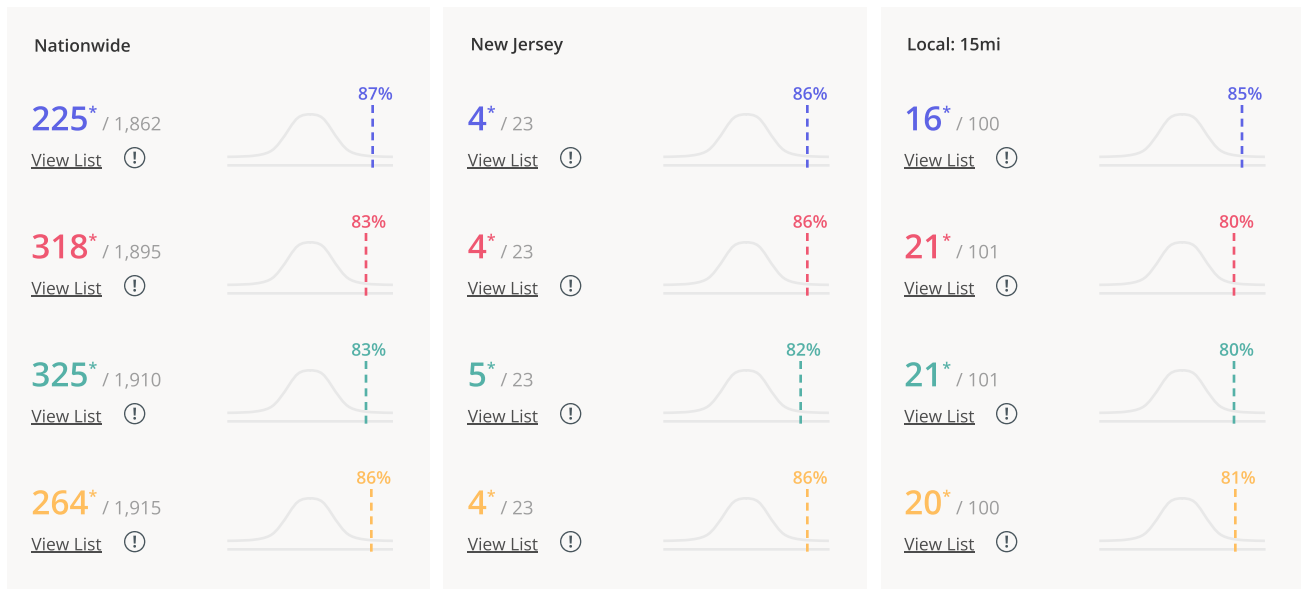 Nationwide
87%
225* / 1,862
View List
83%
318* / 1,895
View List
83%
325* / 1,910
View List
86%
264* / 1,915
View List
New Jersey
86%
4* / 23
View List
86%
4* / 23
View List
82%
5* / 23
View List
86%
4* / 23
View List
Local: 15mi
85%
16* / 100
View List
80%
21* / 101
View List
80%
21* / 101
View List
81%
20* / 100
View List